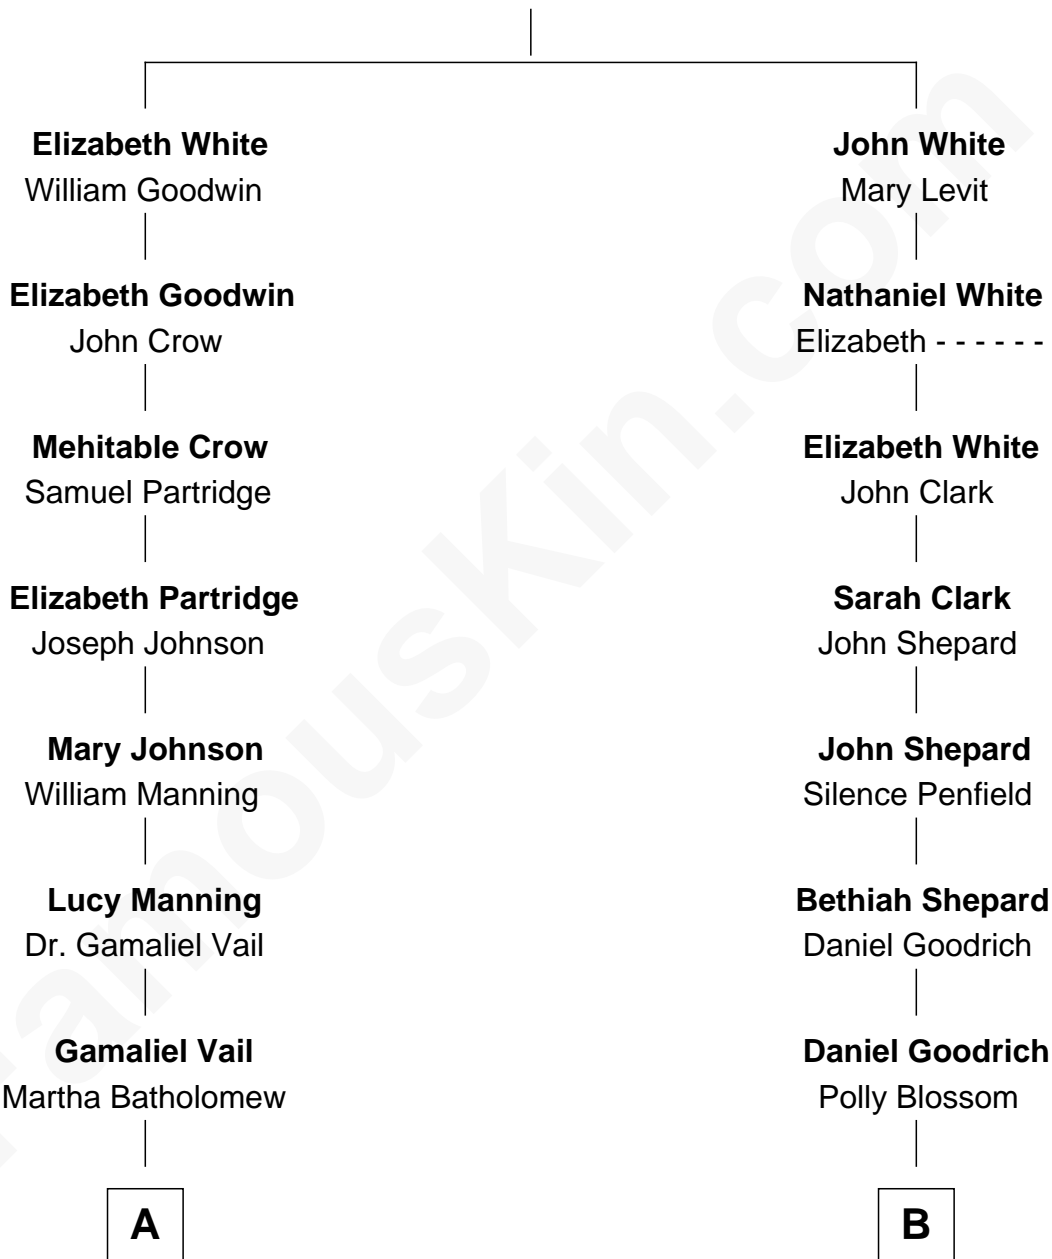 Elizabeth White
William Goodwin
Elizabeth Goodwin
John Crow
Mehitable Crow
Samuel Partridge
Elizabeth Partridge
Joseph Johnson
Mary Johnson
William Manning
Lucy Manning
Dr. Gamaliel Vail
Gamaliel Vail
Martha Batholomew
A
John White
Mary Levit
Nathaniel White
Elizabeth - - - - - -
Elizabeth White
John Clark
Sarah Clark
John Shepard
John Shepard
Silence Penfield
Bethiah Shepard
Daniel Goodrich
Daniel Goodrich
Polly Blossom
B
FamousKin.com